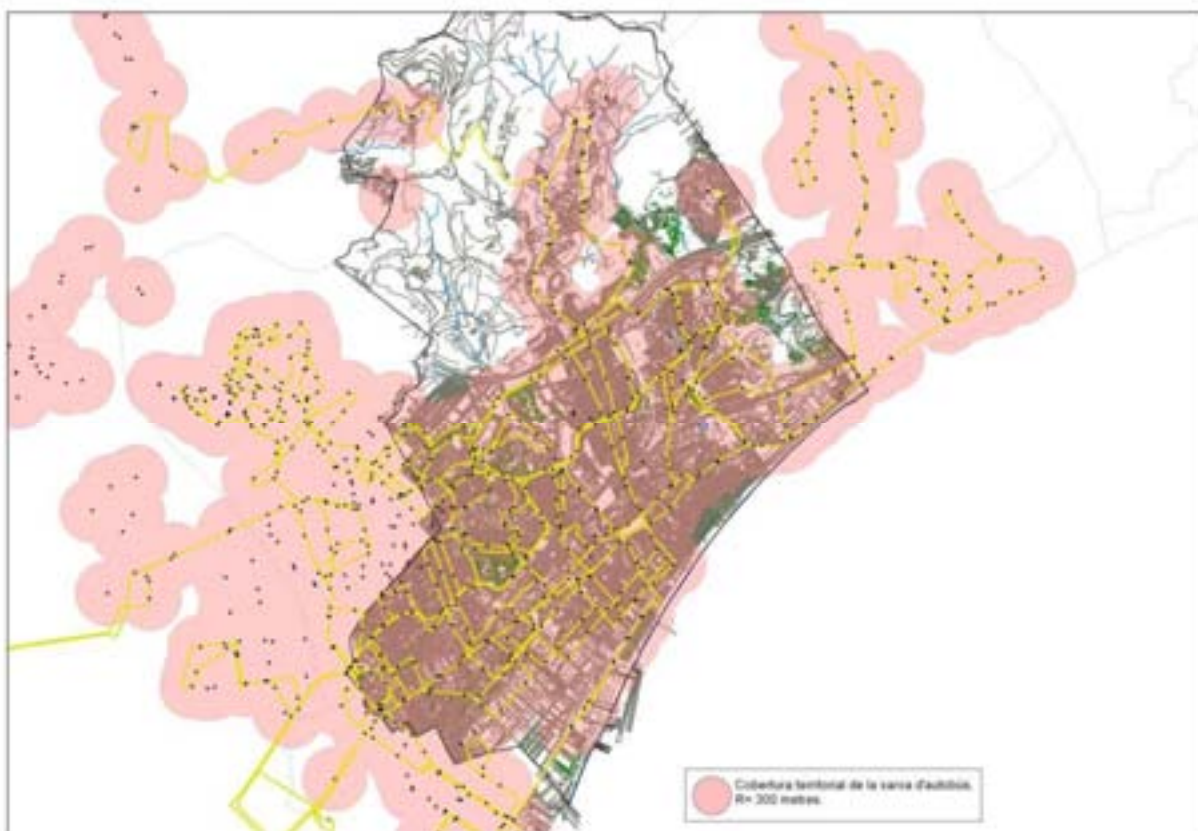 Cobertura territorial de la xarxa d'autobús.
R= 300 metres.